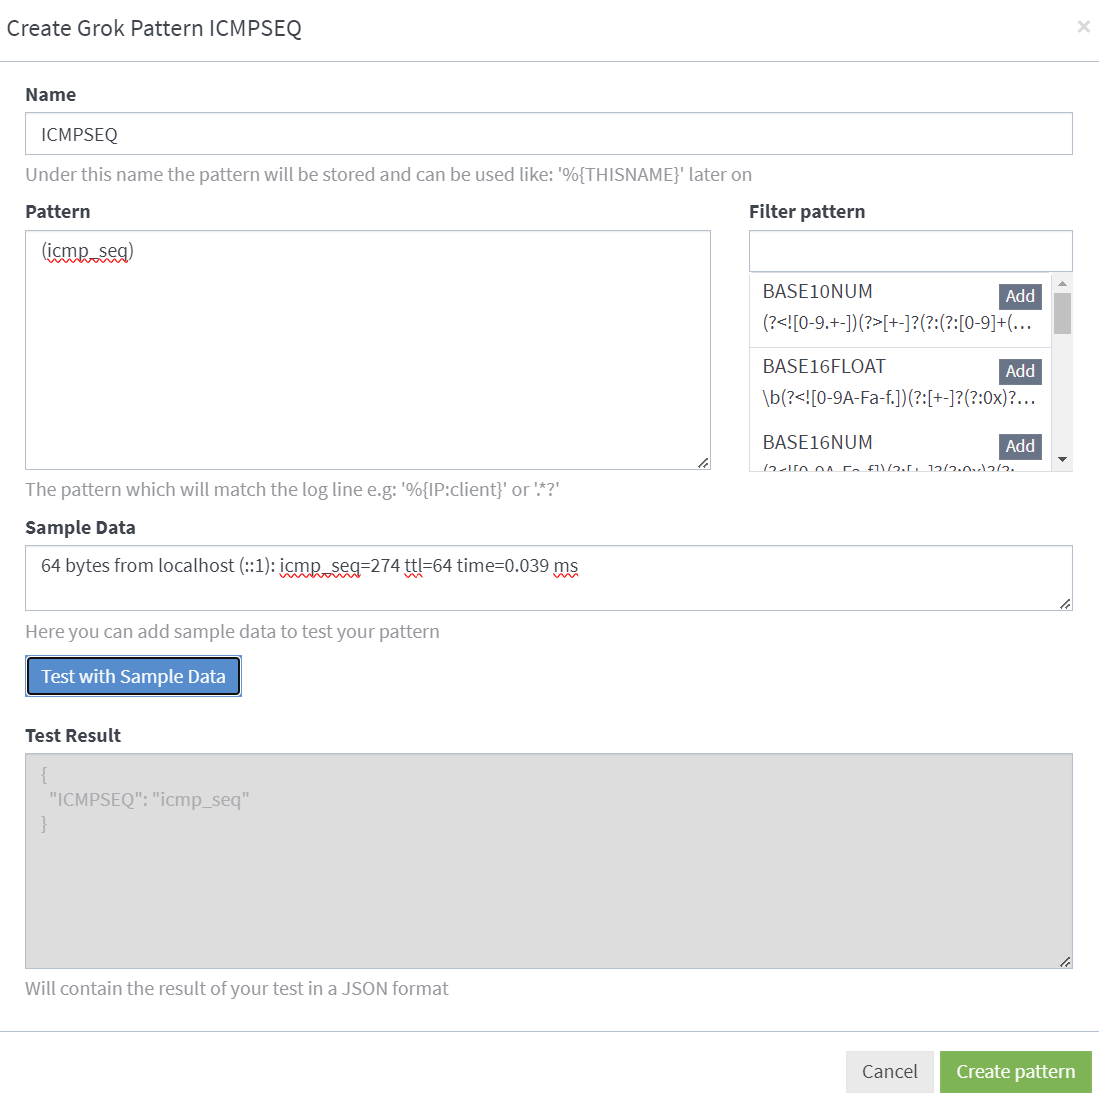 Create Grok Pattern ICMPSEQ
×
Name
ICMPSEQ
Under this name the pattern will be stored and can be used like: '%{THISNAME}' later on
Pattern
(icmp_seq)
Filter pattern
BASE10NUM
Add
(?<![0-9.+-])(?>[+-]?(?:(?:[0-9]+(...
BASE16FLOAT
Add
\b(?<![0-9A-Fa-f.])(?:[+-]?(?:0x)?...
BASE16NUM
Add
(?<![0-9A-Fa-f])(?:[+-]?(?:0x)?(?:
The pattern which will match the log line e.g: '%{IP:client}' or '.*?'
Sample Data
64 bytes from localhost (::1): icmp_seq=274 ttl=64 time=0.039 ms
Here you can add sample data to test your pattern
Test with Sample Data
Test Result
{
"ICMPSEQ": "icmp_seq"
}
Will contain the result of your test in a JSON format
Cancel
Create pattern